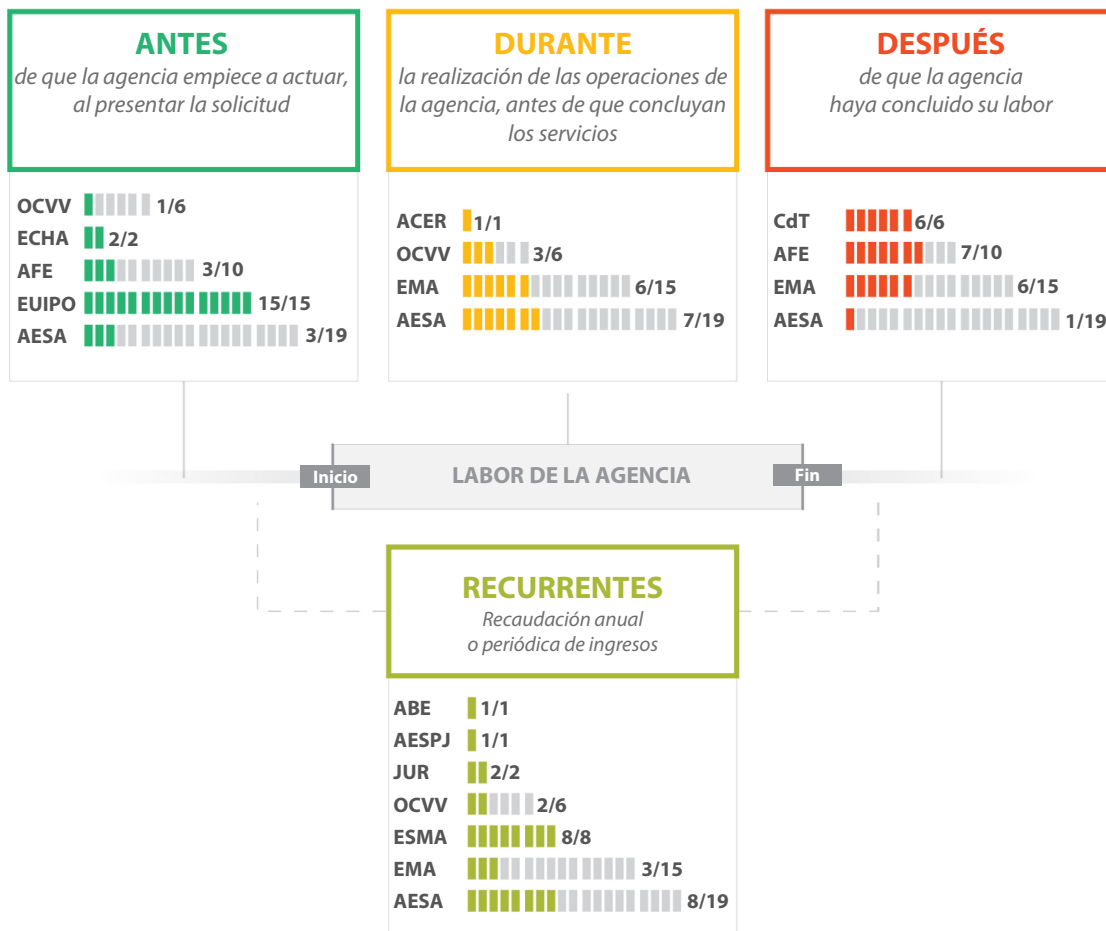 ANTES
de que la agencia empiece a actuar,
al presentar la solicitud
OCVV 1/6
ECHA 2/2
AFE 3/10
EUIPO 15/15
AESA 3/19
DURANTE
la realización de las operaciones de
la agencia, antes de que concluyan
los servicios
ACER 1/1
OCVV 3/6
EMA 6/15
AESA 7/19
DESPUÉS
de que la agencia
haya concluido su labor
CdT 6/6
AFE 7/10
EMA 6/15
AESA 1/19
Inicio
LABOR DE LA AGENCIA
Fin
RECURRENTES
Recaudación anual
o periódica de ingresos
ABE 1/1
AESPJ 1/1
JUR 2/2
OCVV 2/6
ESMA 8/8
EMA 3/15
AESA 8/19